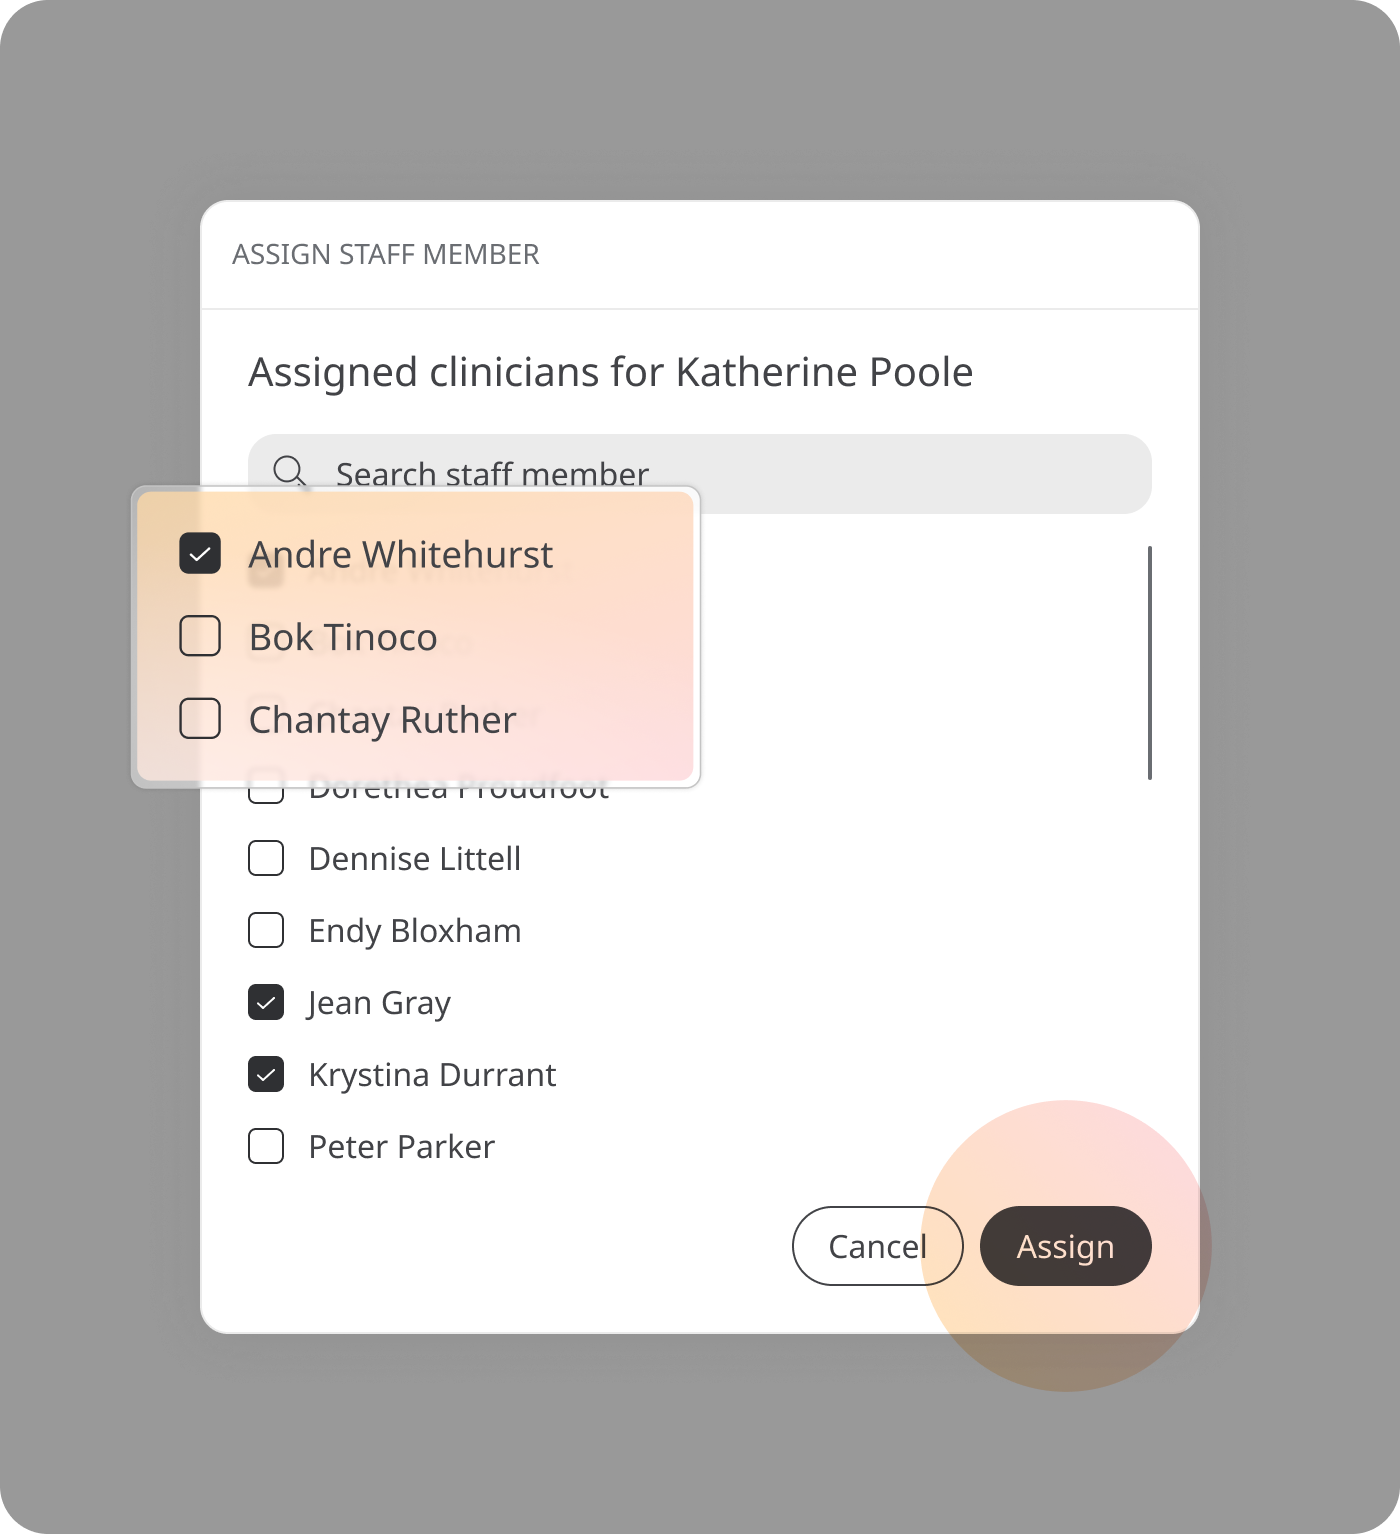 ASSIGN STAFF MEMBER
Assigned clinicians for Katherine Poole
Search staff member
Andre Whitehurst
Bok Tinoco
Chantay Ruther
Dorethea Proudfoot
Dennise Littell
Endy Bloxham
Jean Gray
Krystina Durrant
Peter Parker
Cancel
Assign